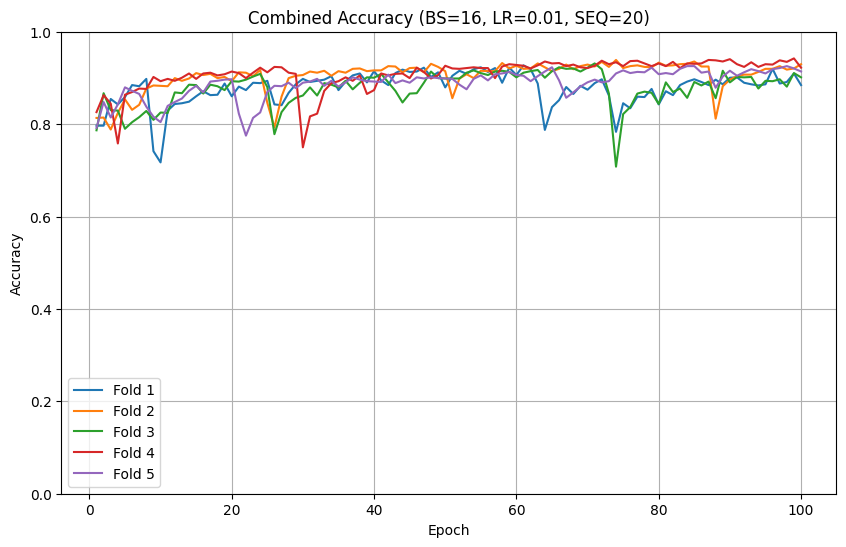 Combined Accuracy (BS=16, LR=0.01, SEQ=20)
1.0
0.8
0.6
0.4
0.2
0.0
Accuracy
Fold 1
Fold 2
Fold 3
Fold 4
Fold 5
0 20 40 60 80 100
Epoch